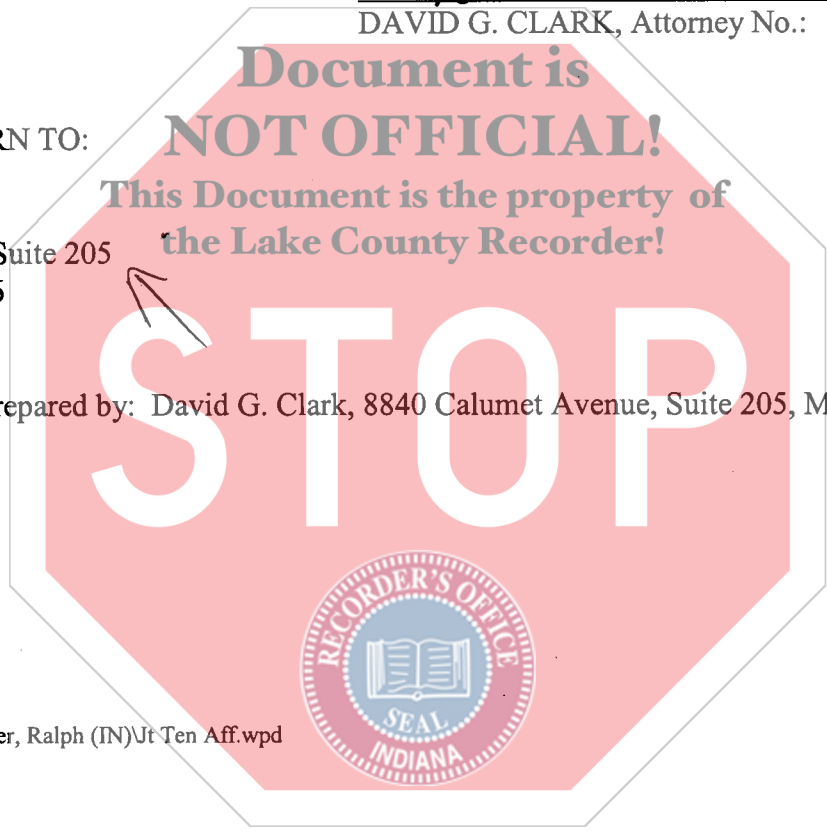 DAVID G. CLARK, Attorney No.:
Document is
NOT OFFICIAL!
RN TO:
This Document is the property of
the Lake County Recorder!
Suite 205
STOP
repared by: David G. Clark, 8840 Calumet Avenue, Suite 205, M
RECORDER'S OFFICE
SEAL
INDIANA
er, Ralph (IN)\Jt Ten Aff.wpd